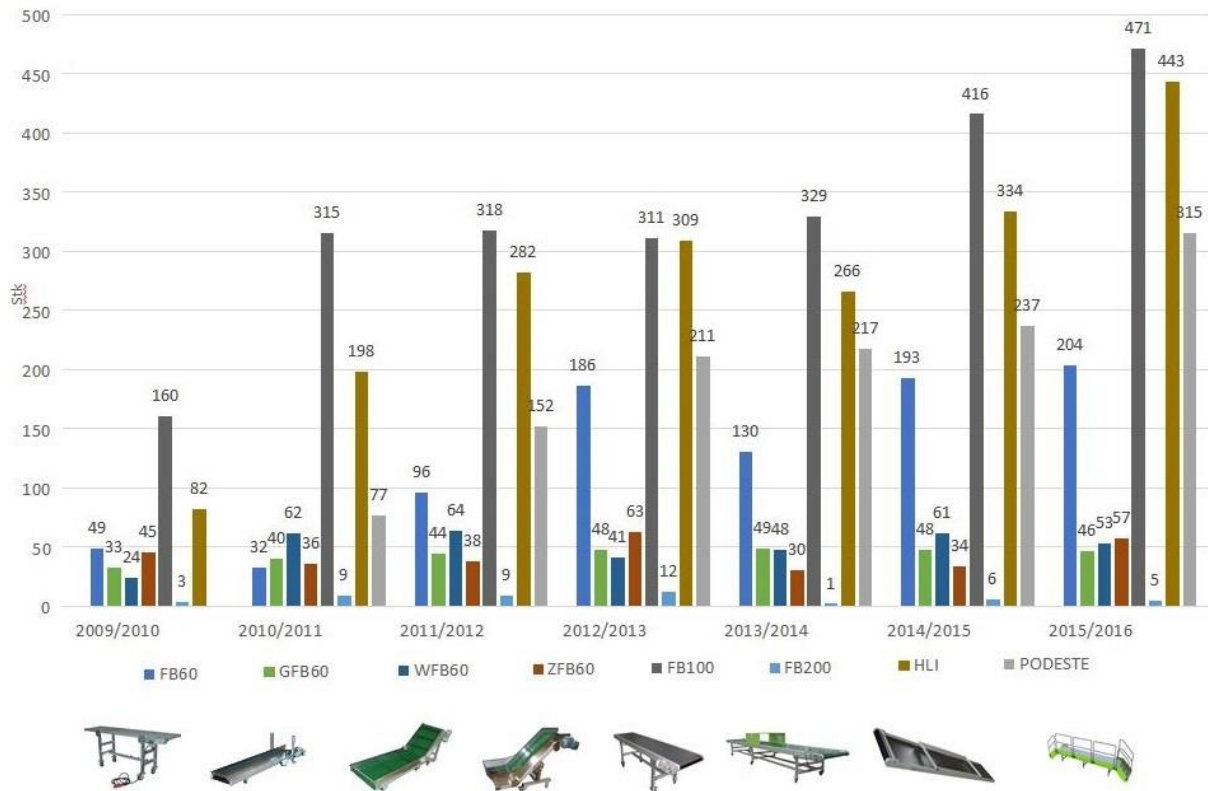 500
450
400
350
300
250
200
150
100
50
0
Stk
49 33 24 45 160 3 82
32 40 62 36 315 9 198 77
96 44 64 38 318 9 282 152
186 48 41 63 311 12 309 211
130 49 48 30 329 1 266 217
193 48 61 34 416 6 334 237
204 46 53 57 471 5 443 315
2009/2010 2010/2011 2011/2012 2012/2013 2013/2014 2014/2015 2015/2016
FB60 GFB60 WFB60 ZFB60 FB100 FB200 HLI PODESTE